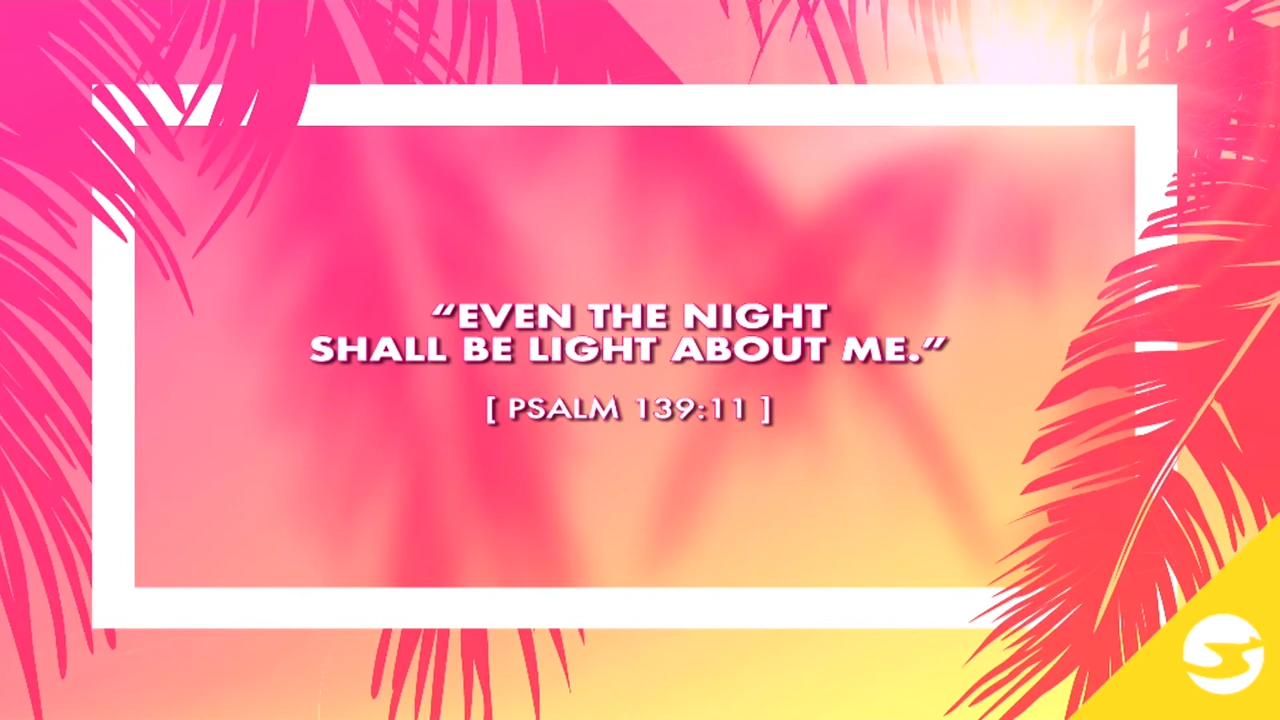 “EVEN THE NIGHT
SHALL BE LIGHT ABOUT ME.”
[ PSALM 139:11 ]